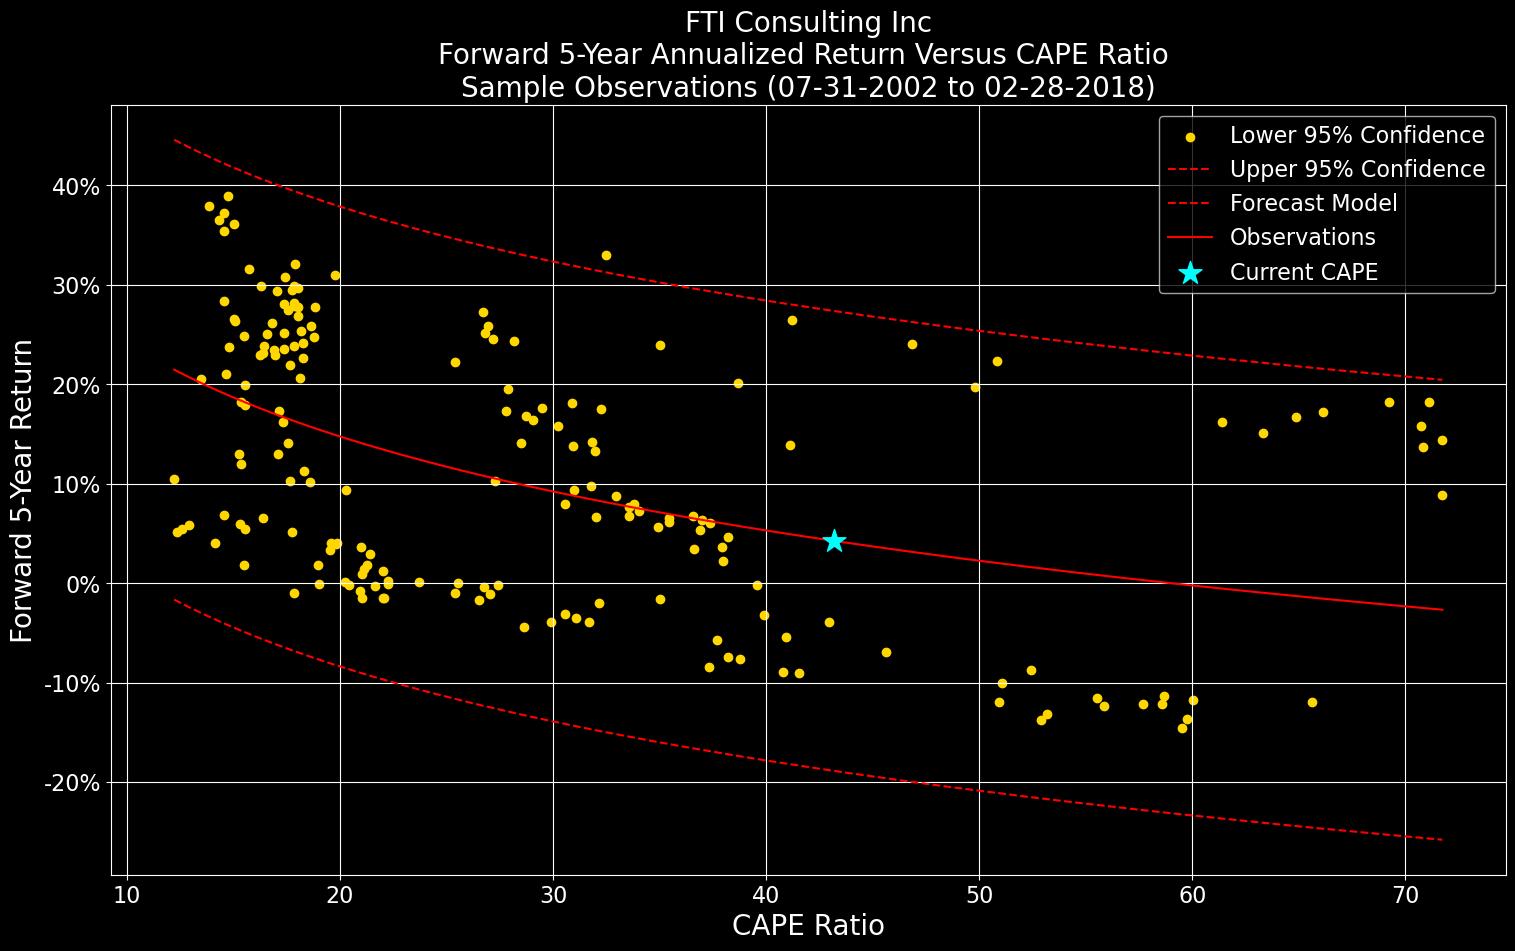 FTI Consulting Inc
Forward 5-Year Annualized Return Versus CAPE Ratio
Sample Observations (07-31-2002 to 02-28-2018)
Lower 95% Confidence
Upper 95% Confidence
Forecast Model
Observations
Current CAPE
Forward 5-Year Return
40%
30%
20%
10%
0%
-10%
-20%
10 20 30 40 50 60 70
CAPE Ratio